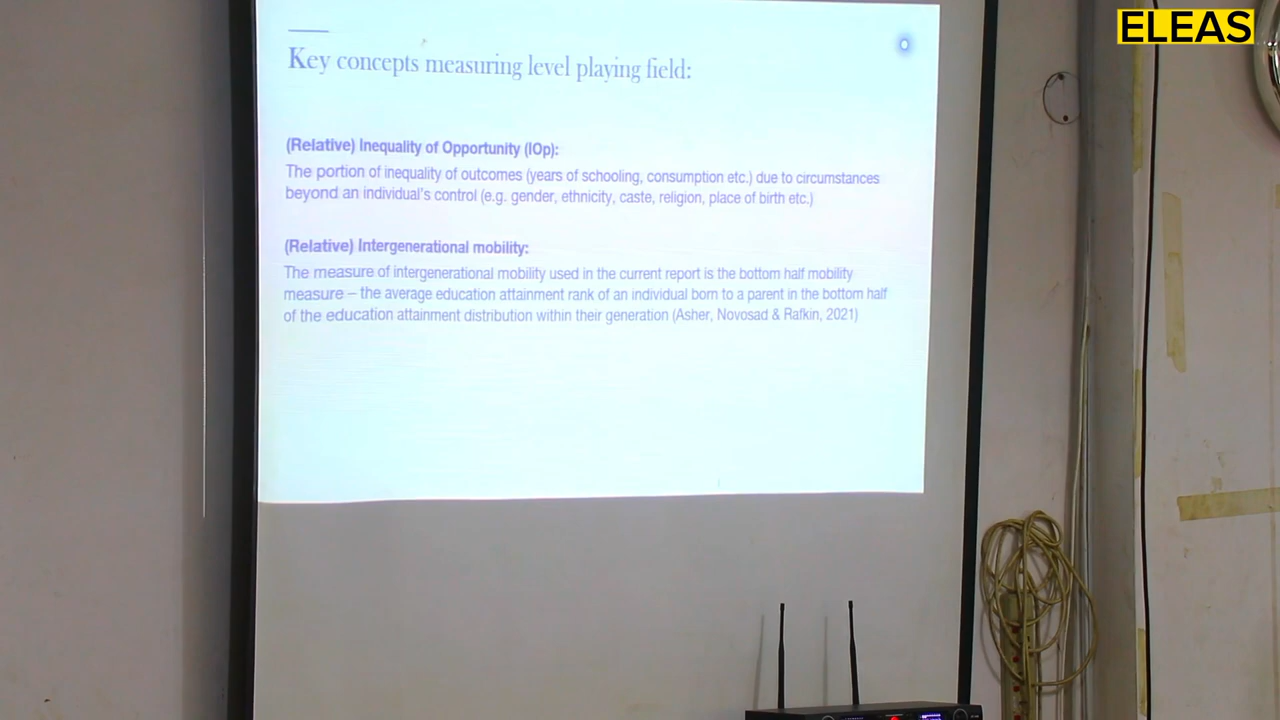 ELEAS
Key concepts measuring level playing field:
(Relative) Inequality of Opportunity (IOp):
The portion of inequality of outcomes (years of schooling, consumption etc.) due to circumstances
beyond an individual's control (e.g. gender, ethnicity, caste, religion, place of birth etc.)
(Relative) Intergenerational mobility:
The measure of intergenerational mobility used in the current report is the bottom half mobility
measure – the average education attainment rank of an individual born to a parent in the bottom half
of the education attainment distribution within their generation (Asher, Novosad & Rafkin, 2021)